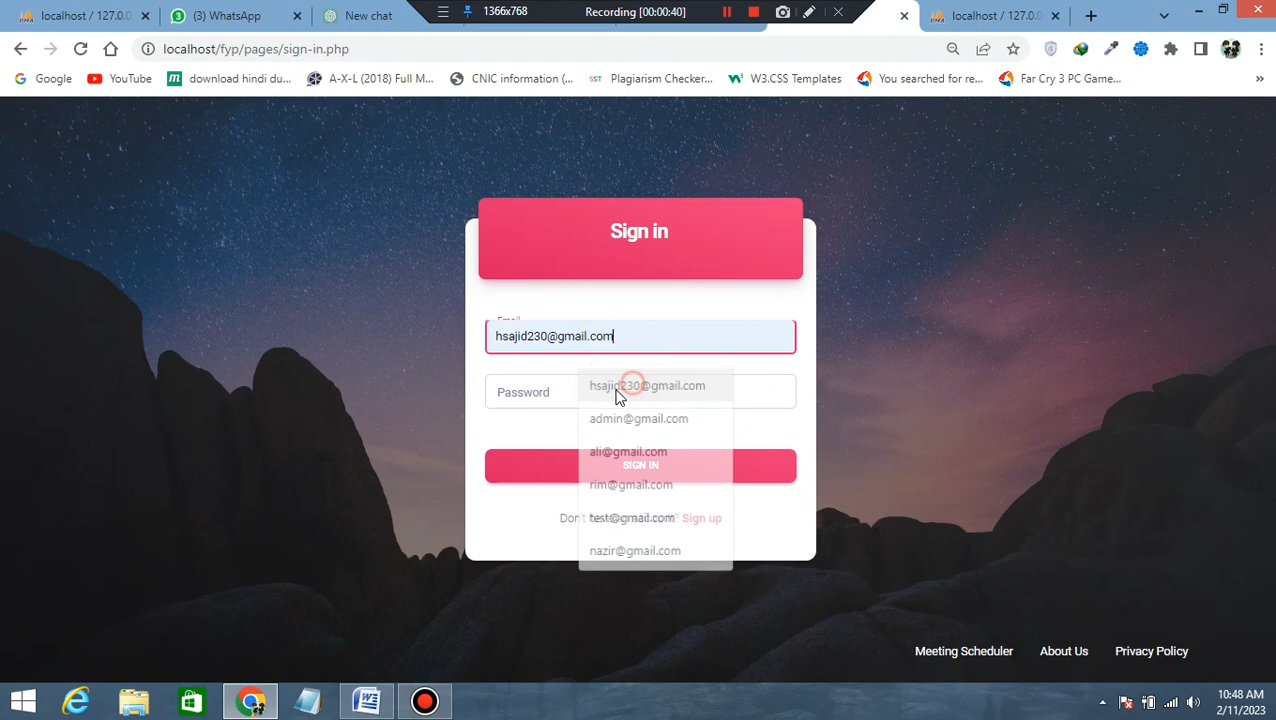 localhost / 127.0.0
(3) WhatsApp
New chat
1366x768
Recording [00:00:40]
localhost / 127.0.
localhost/fyp/pages/sign-in.php
Google
YouTube
download hindi du...
A-X-L (2018) Full M...
CNIC information (...
Plagiarism Checker...
W3.CSS Templates
You searched for re...
Far Cry 3 PC Game...
»
Sign in
Email
hsajid230@gmail.com
Password
hsajid230@gmail.com
admin@gmail.com
ali@gmail.com
SIGN IN
rim@gmail.com
Don't
test@gmail.com
? Sign up
nazir@gmail.com
Meeting Scheduler
About Us
Privacy Policy
10:48 AM
2/11/2023